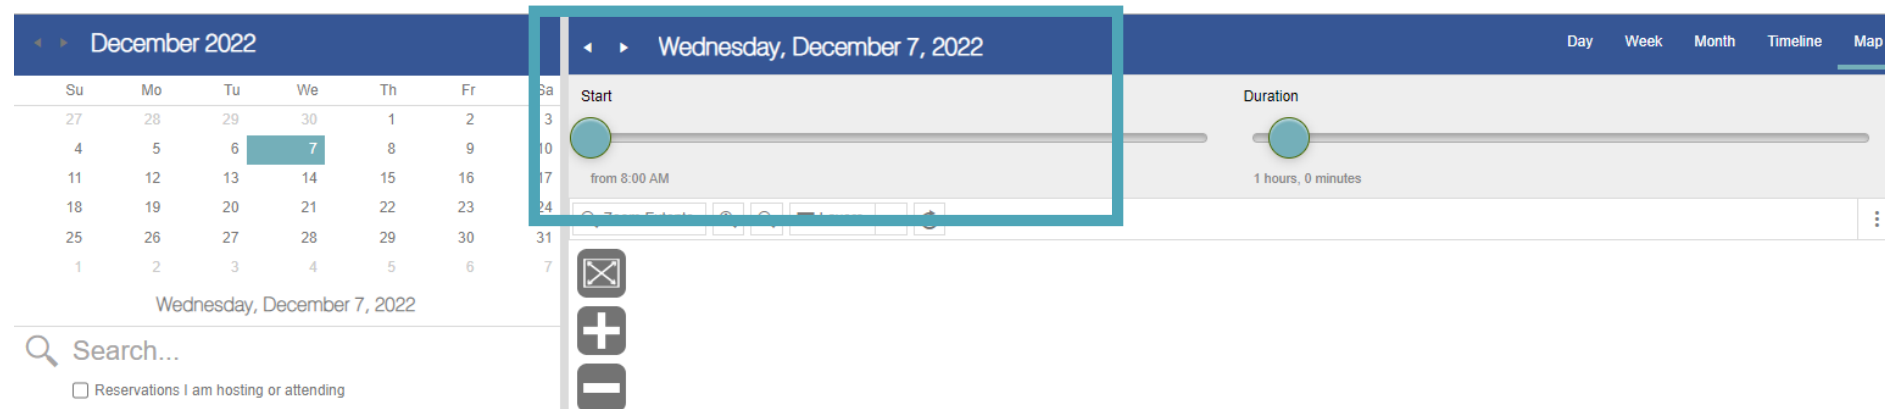 December 2022
Su Mo Tu We Th Fr Sa
27 28 29 30 1 2 3
4 5 6 7 8 9 10
11 12 13 14 15 16 17
18 19 20 21 22 23 24
25 26 27 28 29 30 31
1 2 3 4 5 6 7
Wednesday, December 7, 2022
Search...
Reservations I am hosting or attending
Wednesday, December 7, 2022
Day Week Month Timeline Map
Start
from 8:00 AM
Duration
1 hours, 0 minutes
Zoom Extents Layers